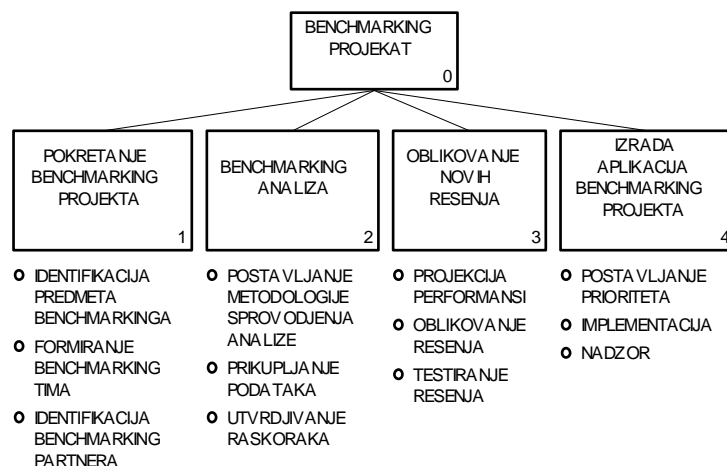 BENCHMARKING
PROJEKAT
0
POKRETANJE
BENCHMARKING
PROJEKTA
1
BENCHMARKING
ANALIZA
2
OBLIKOVANJE
NOVIH
RESENJA
3
IZRADA
APLIKACIJA
BENCHMARKING
PROJEKTA
4
IDENTIFIKACIJA
PREDMETA
BENCHMARKINGA
FORMIRANJE
BENCHMARKING
TIMA
IDENTIFIKACIJA
BENCHMARKING
PARTNERA
POSTAVLJANJE
METODOLOGIJE
SPROVODJENJA
ANALIZE
PRIKUPLJANJE
PODATAKA
UTVRDJIVANJE
RASKORAKA
PROJEKCIJA
PERFORMANSI
OBLIKOVANJE
RESENJA
TESTIRANJE
RESENJA
POSTAVLJANJE
PRIORITETA
IMPLEMENTACIJA
NADZOR